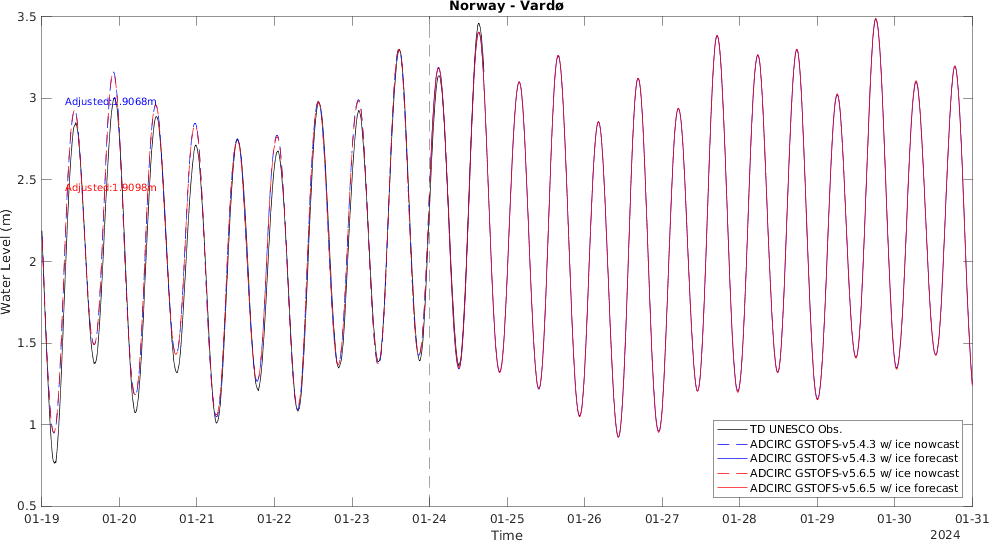 Norway - Vardø
3.5
3
2.5
2
1.5
1
0.5
Water Level (m)
Adjusted:1.9068m
Adjusted:1.9098m
TD UNESCO Obs.
ADCIRC GSTOFS-v5.4.3 w/ ice nowcast
ADCIRC GSTOFS-v5.4.3 w/ ice forecast
ADCIRC GSTOFS-v5.6.5 w/ ice nowcast
ADCIRC GSTOFS-v5.6.5 w/ ice forecast
01-19 01-20 01-21 01-22 01-23 01-24 01-25 01-26 01-27 01-28 01-29 01-30 01-31
Time
2024